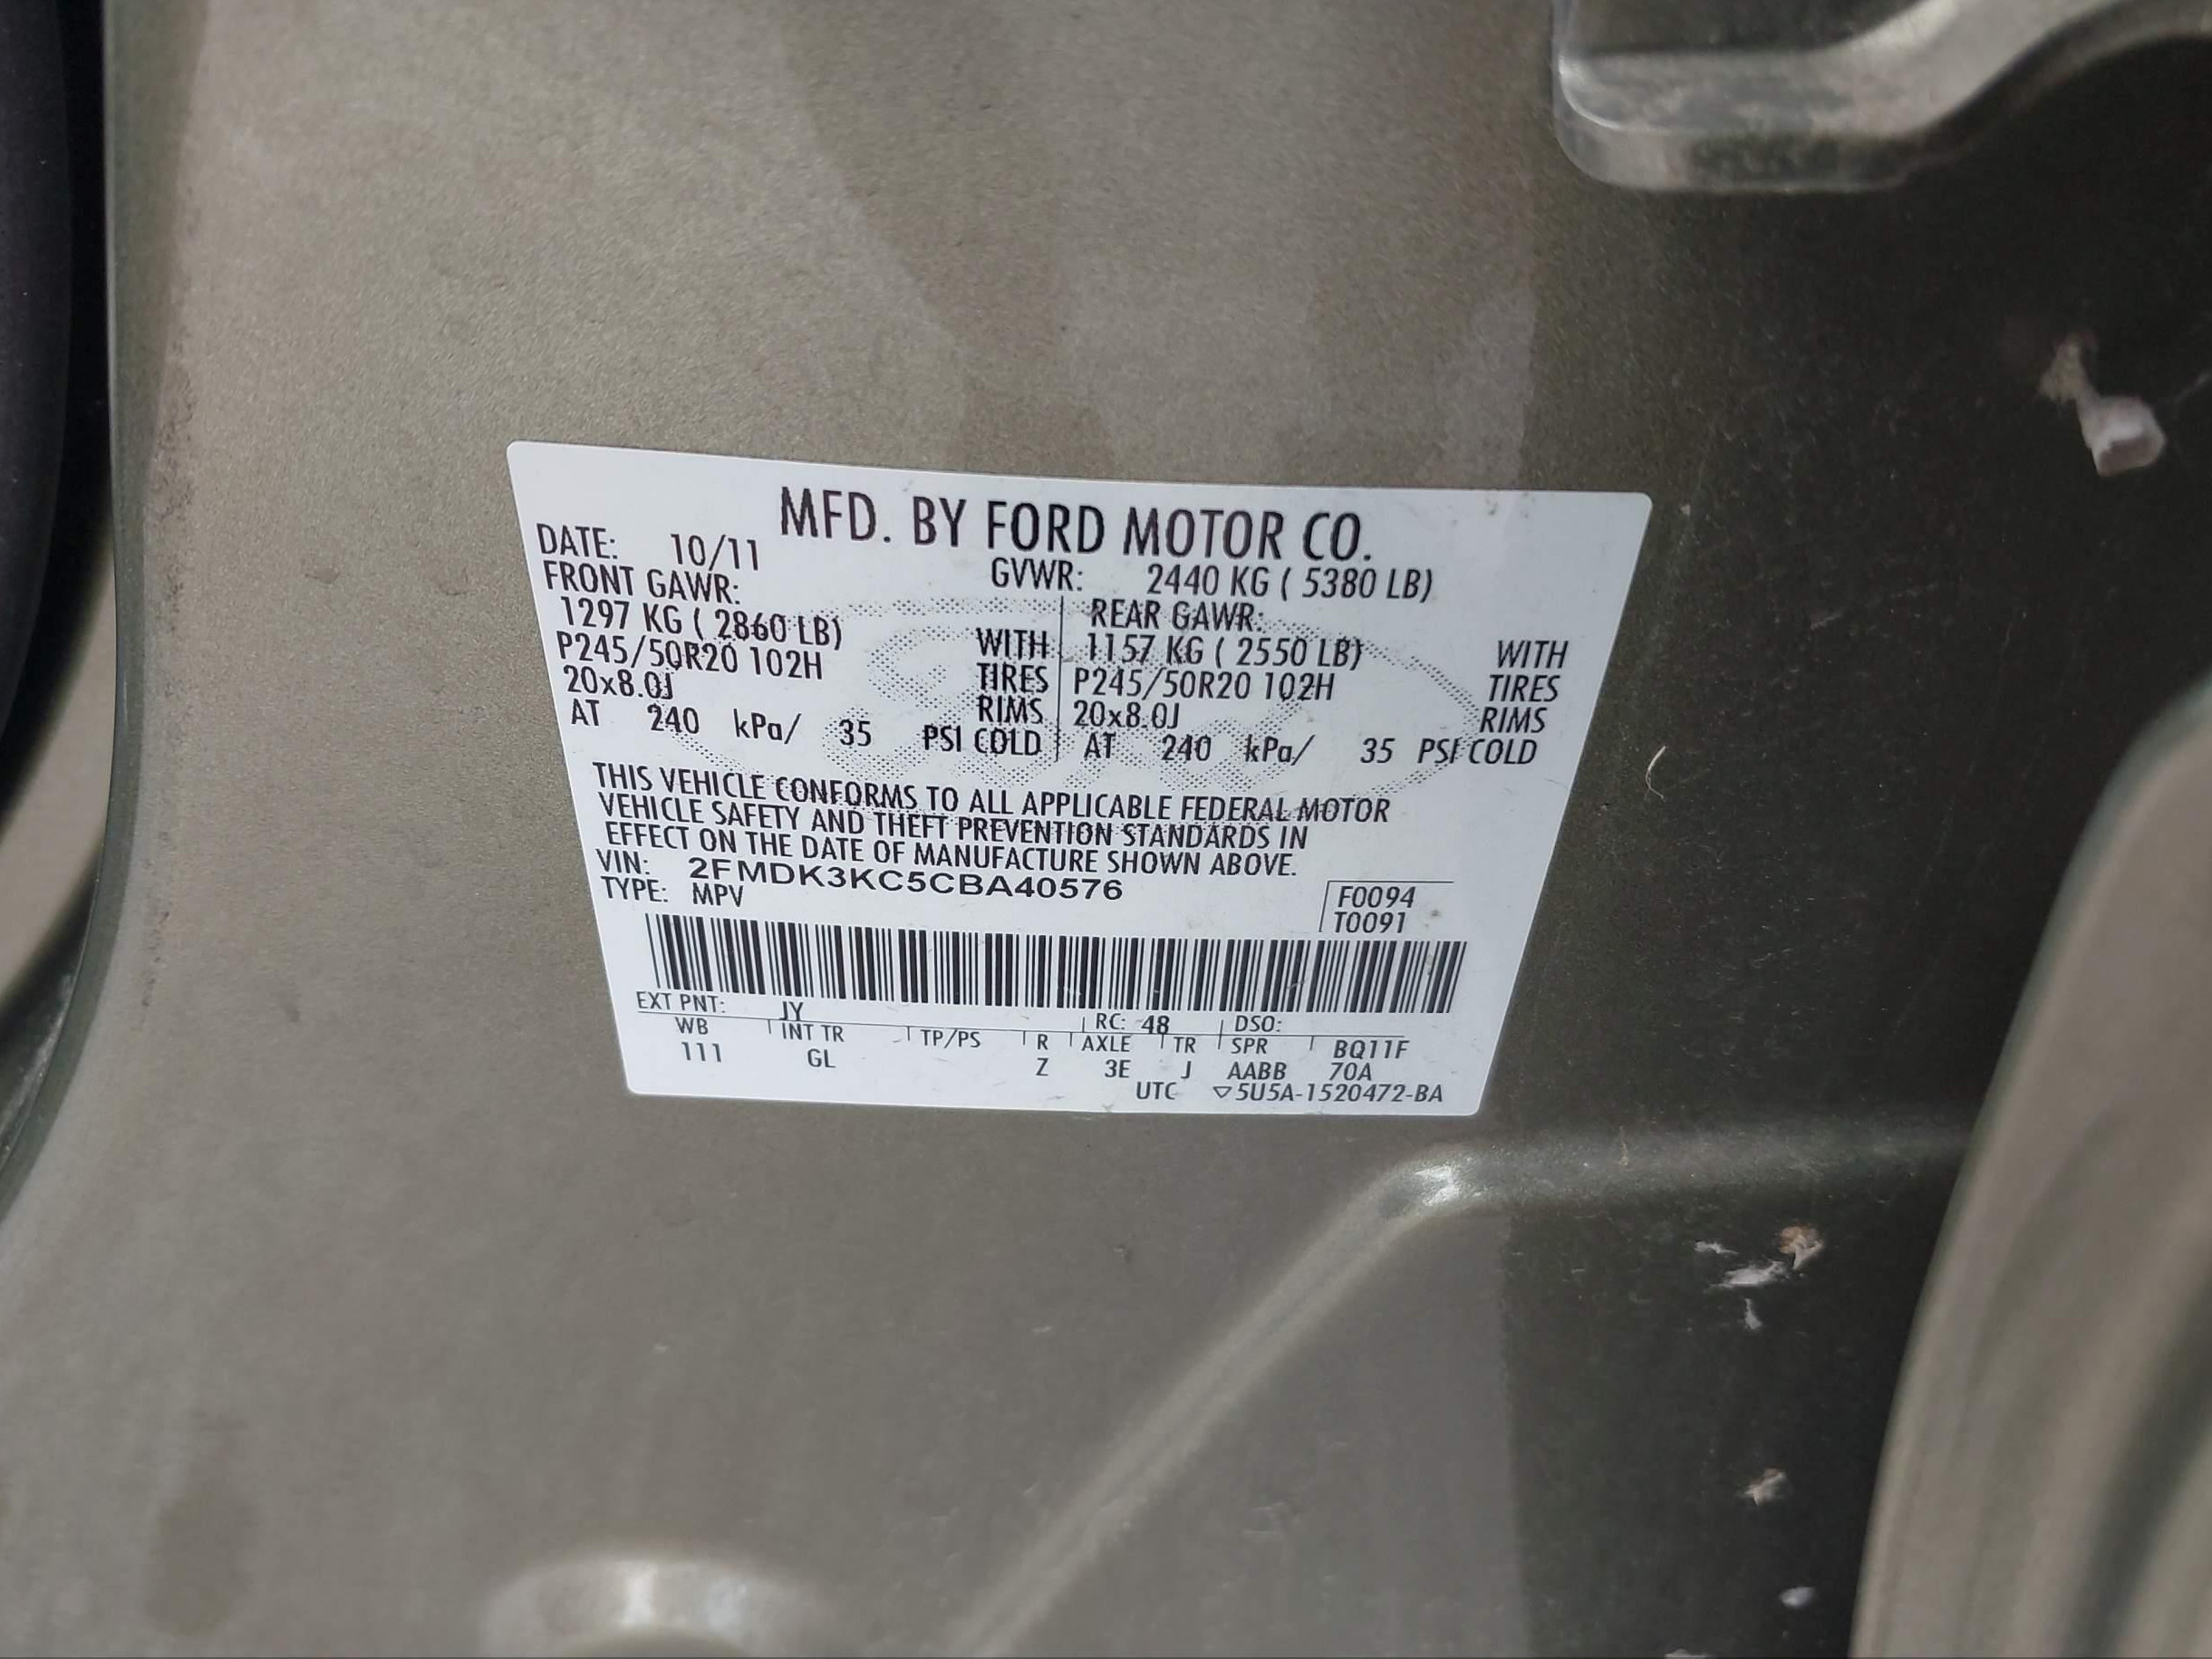 MFD. BY FORD MOTOR CO.
DATE: 10/11 GVWR: 2440 KG ( 5380 LB)
FRONT GAWR: REAR GAWR:
1297 KG ( 2860 LB) WITH 1157 KG ( 2550 LB) WITH
P245/50R20 102H TIRES P245/50R20 102H TIRES
20x8.0J RIMS 20x8.0J RIMS
AT 240 kPa/ 35 PSI COLD AT 240 kPa/ 35 PSI COLD
THIS VEHICLE CONFORMS TO ALL APPLICABLE FEDERAL MOTOR
VEHICLE SAFETY AND THEFT PREVENTION STANDARDS IN
EFFECT ON THE DATE OF MANUFACTURE SHOWN ABOVE.
VIN: 2FMDK3KC5CBA40576
TYPE: MPV F0094
T0091
EXT PNT: JY RC: 48 DSO:
WB INT TR TP/PS R AXLE TR SPR BQ11F
111 GL Z 3E J AABB 70A
UTC ▽5U5A-1520472-BA